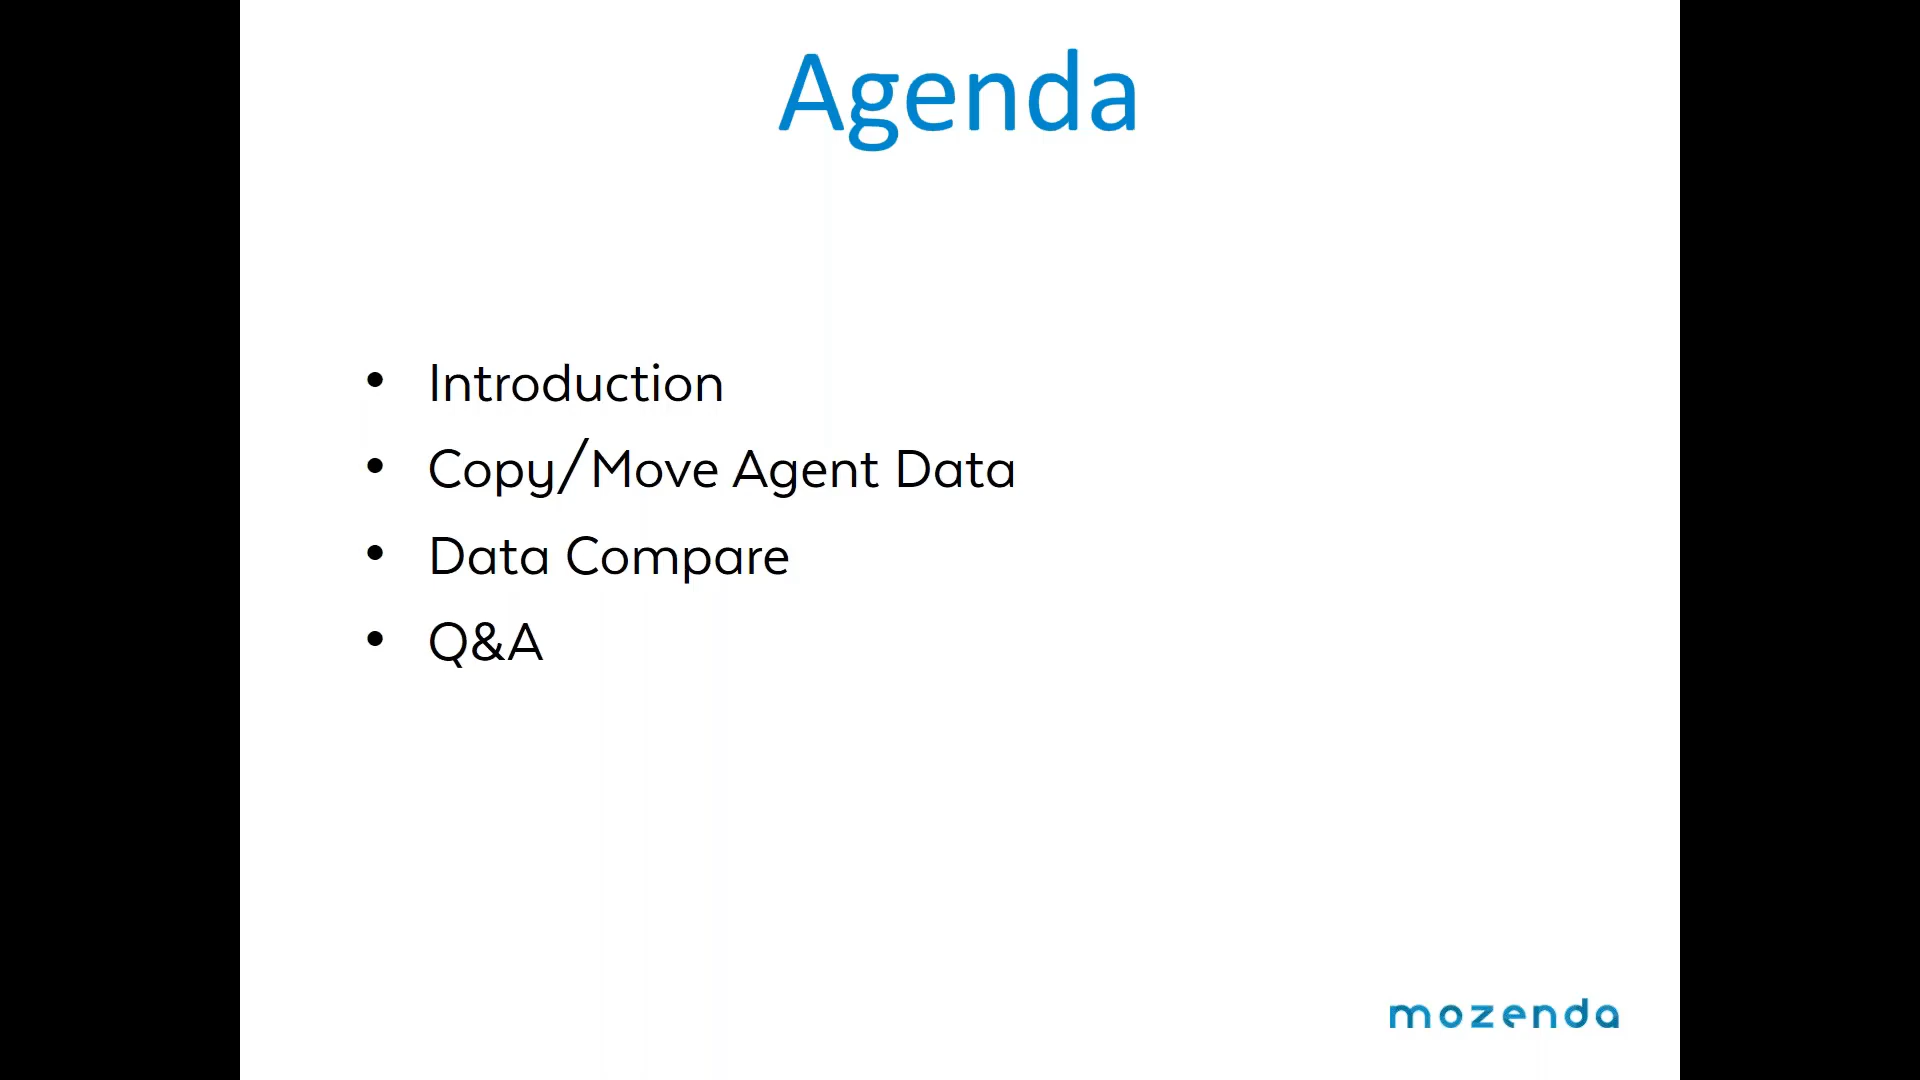 Agenda
• Introduction
• Copy/Move Agent Data
• Data Compare
• Q&A
mozenda